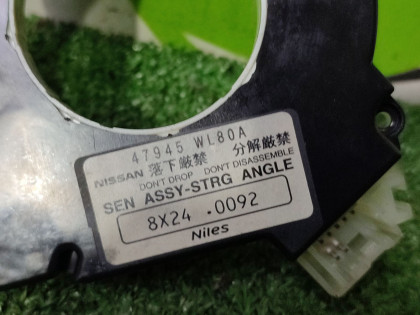 47945 WL80A
NISSAN 落下厳禁 分解厳禁
DON'T DROP DON'T DISASSEMBLE
SEN ASSY-STRG ANGLE
8X24 .0092
Niles